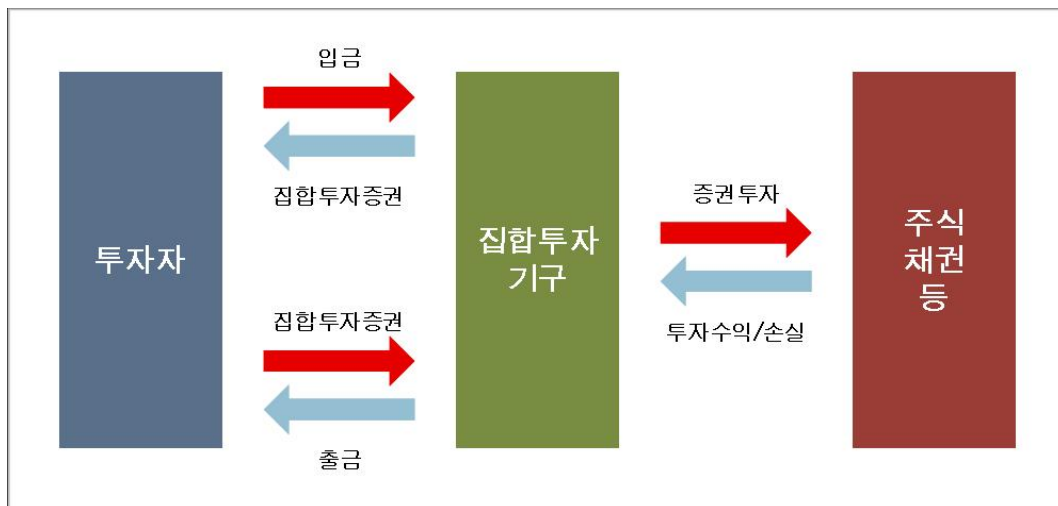 입금
집합투자증권
투자자
집합투자증권
출금
집합투자
기구
증권투자
투자수익/손실
주식
채권
등